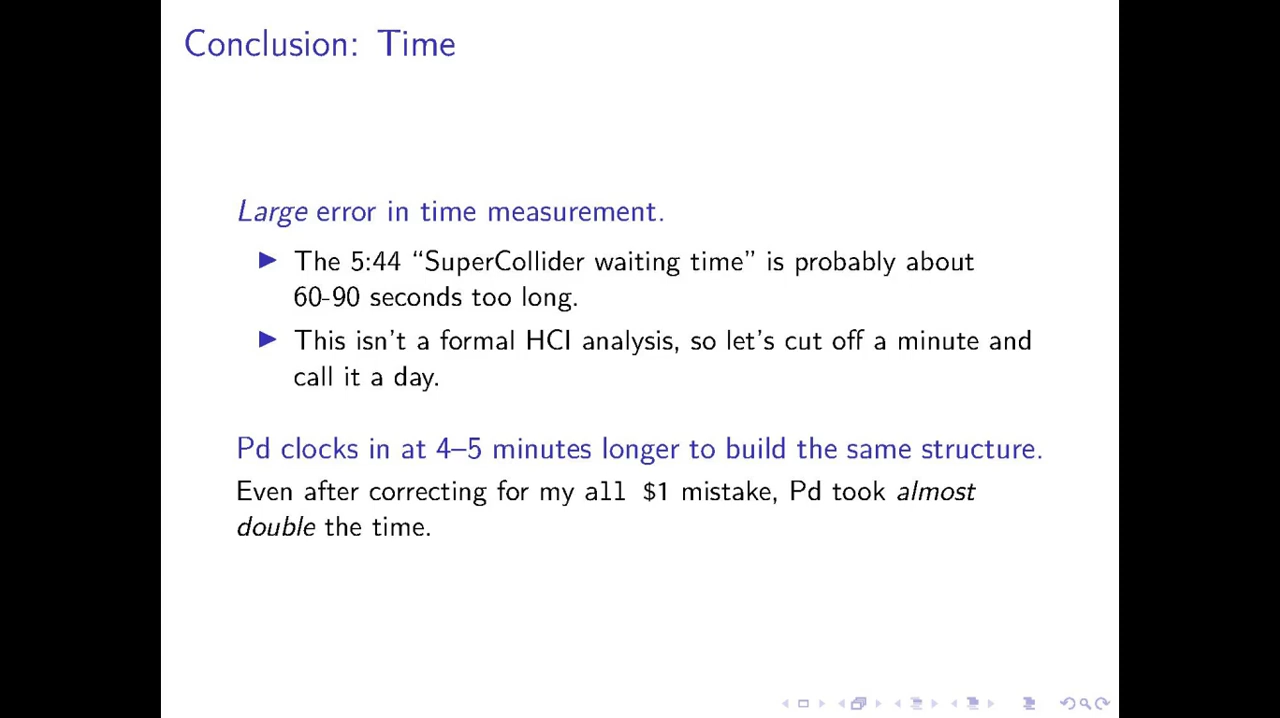 Conclusion: Time
Large error in time measurement.
The 5:44 “SuperCollider waiting time” is probably about
60-90 seconds too long.
This isn’t a formal HCI analysis, so let’s cut off a minute and
call it a day.
Pd clocks in at 4–5 minutes longer to build the same structure.
Even after correcting for my all $1 mistake, Pd took almost
double the time.